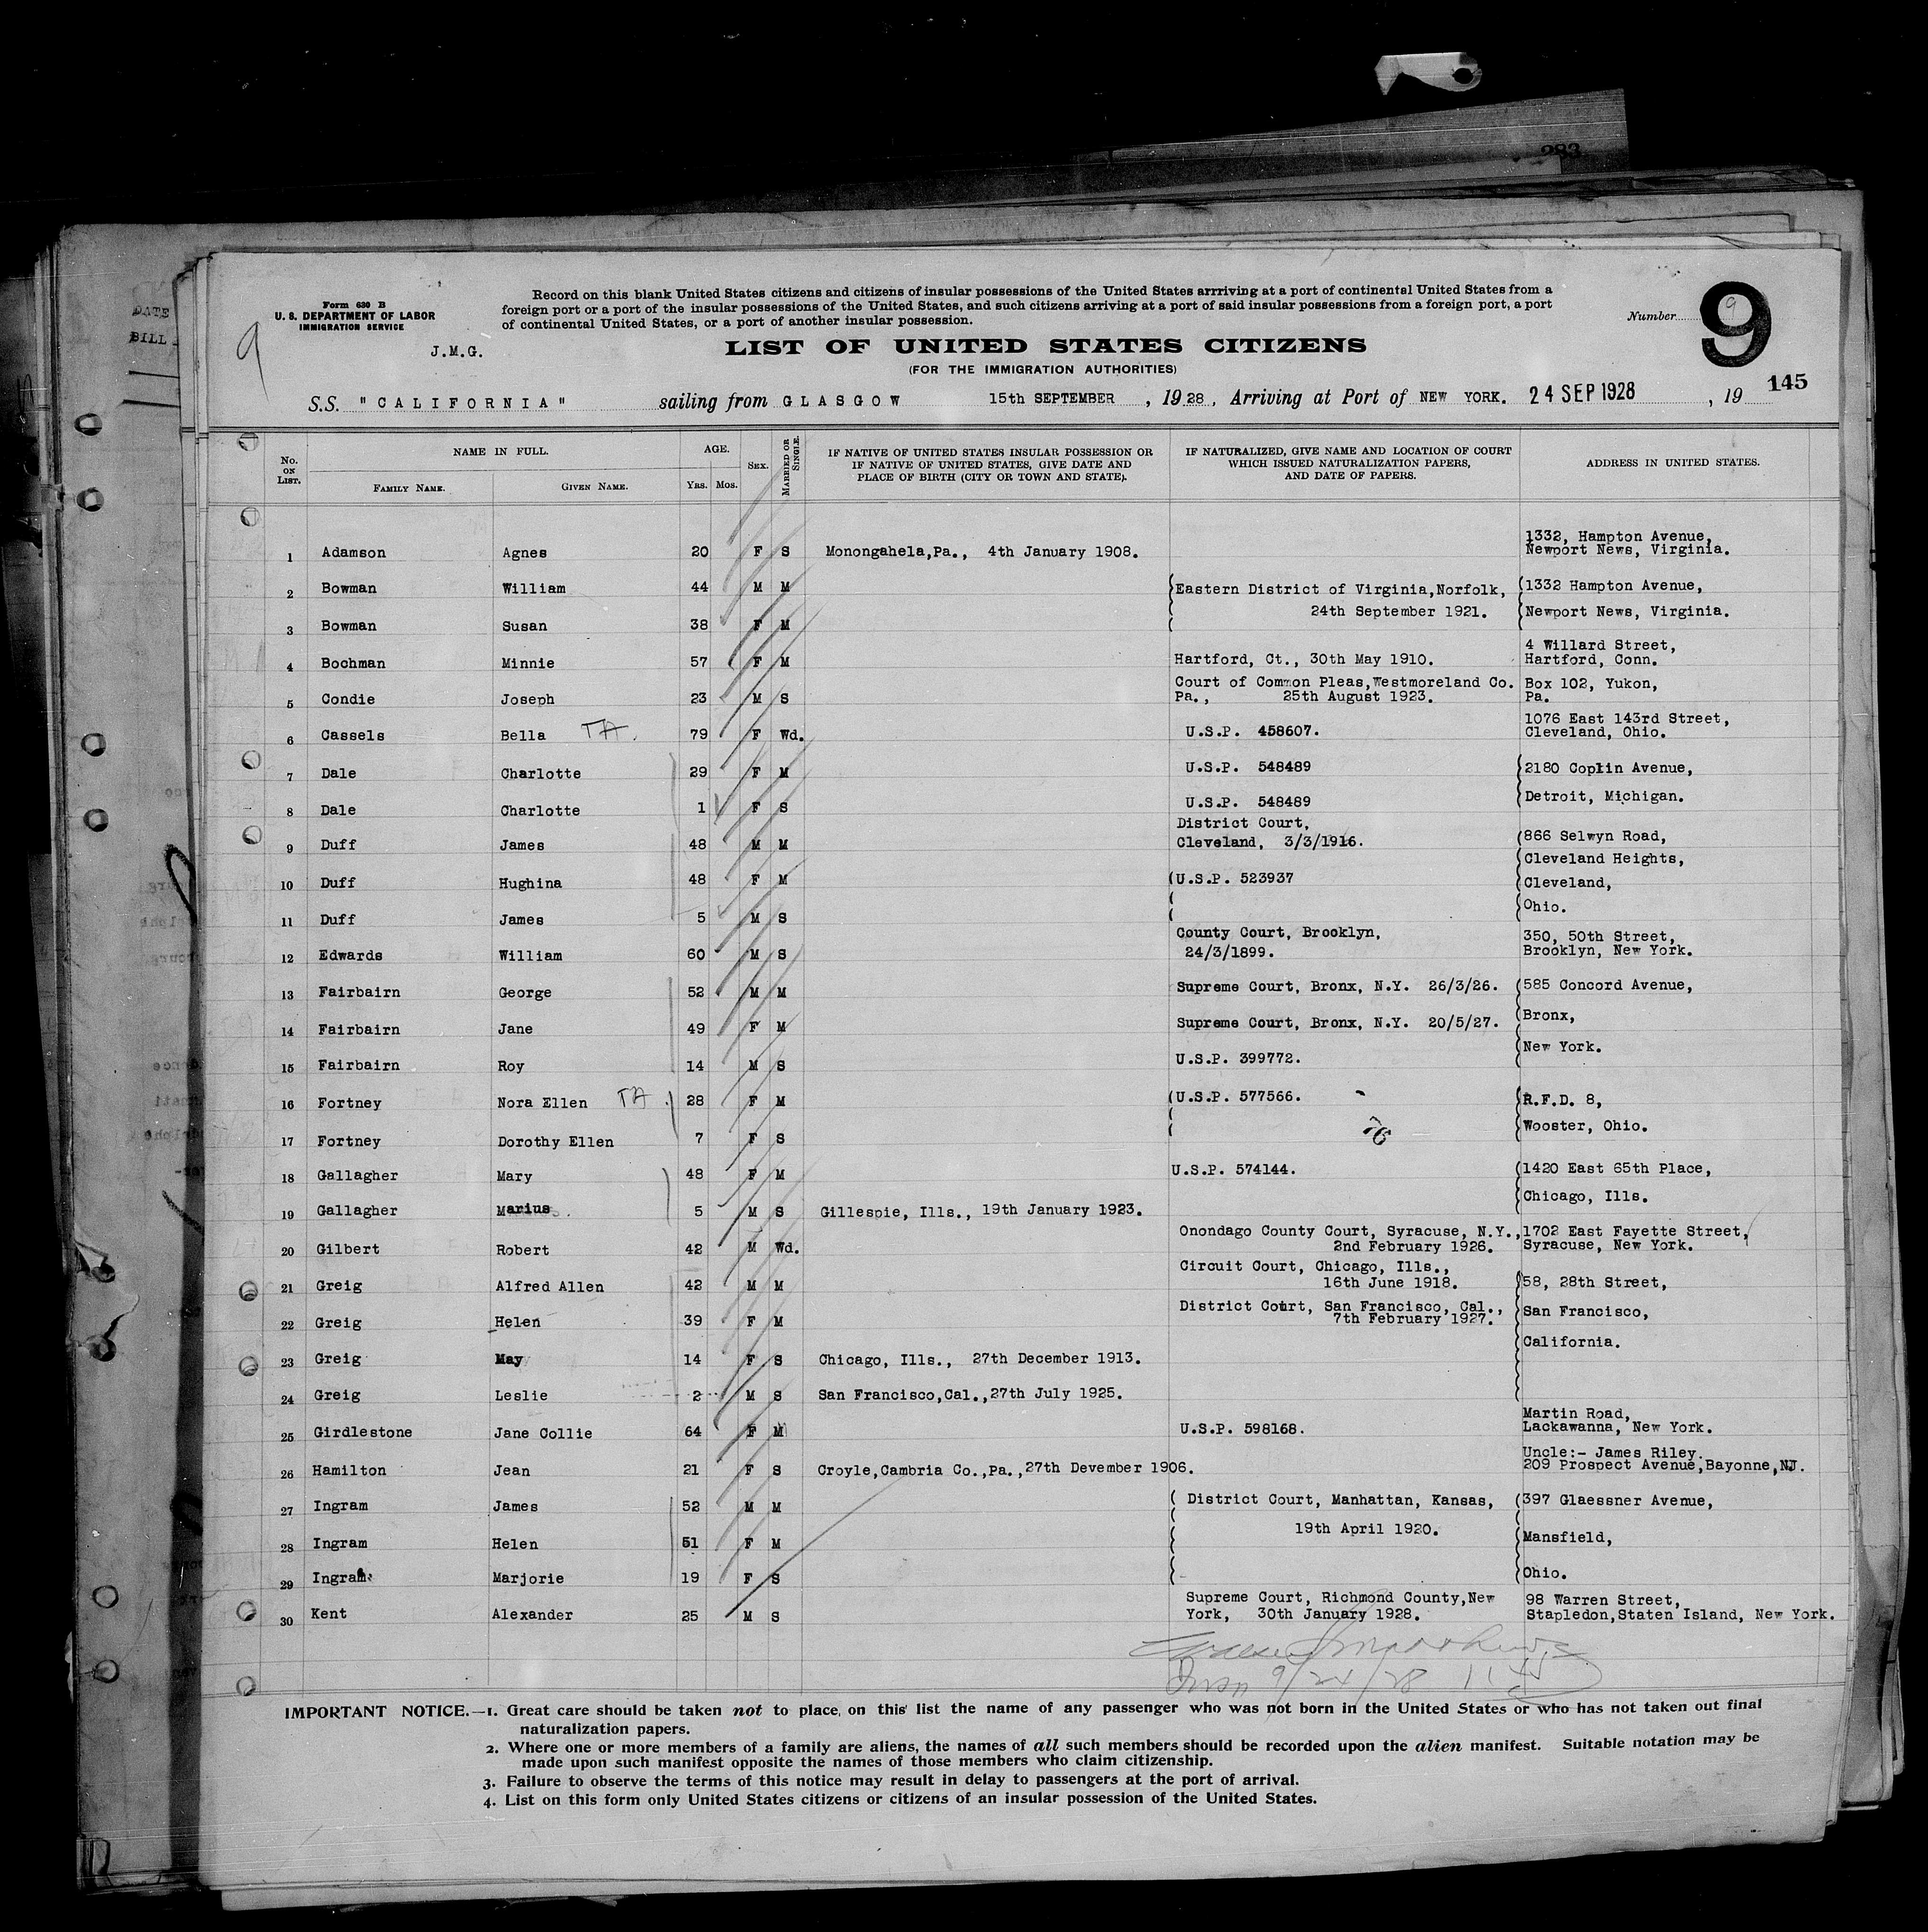 283
DATE
BILL
Form 630 B
U. S. DEPARTMENT OF LABOR
IMMIGRATION SERVICE
J.M.G.
9
Record on this blank United States citizens and citizens of insular possessions of the United States arrriving at a port of continental United States from a
foreign port or a port of the insular possessions of the United States, and such citizens arriving at a port of said insular possessions from a foreign port, a port
of continental United States, or a port of another insular possession.
Number 9
9
LIST OF UNITED STATES CITIZENS
(FOR THE IMMIGRATION AUTHORITIES)
145
S.S. "CALIFORNIA" sailing from GLASGOW 15th SEPTEMBER, 1928, Arriving at Port of NEW YORK. 24 SEP 1928, 19
No. ON LIST. NAME IN FULL. FAMILY NAME. GIVEN NAME. AGE. YRS. MOS. SEX. MARRIED OR SINGLE. IF NATIVE OF UNITED STATES INSULAR POSSESSION OR IF NATIVE OF UNITED STATES, GIVE DATE AND PLACE OF BIRTH (CITY OR TOWN AND STATE). IF NATURALIZED, GIVE NAME AND LOCATION OF COURT WHICH ISSUED NATURALIZATION PAPERS, AND DATE OF PAPERS. ADDRESS IN UNITED STATES.
1 Adamson Agnes 20 F S Monongahela,Pa., 4th January 1908. 1332, Hampton Avenue, Newport News, Virginia.
2 Bowman William 44 M M Eastern District of Virginia,Norfolk, 1332 Hampton Avenue,
24th September 1921. Newport News, Virginia.
3 Bowman Susan 38 F M
4 Bochman Minnie 57 F M Hartford, Ct., 30th May 1910. 4 Willard Street, Hartford, Conn.
5 Condie Joseph 23 M S Court of Common Pleas,Westmoreland Co. Pa., 25th August 1923. Box 102, Yukon, Pa.
6 Cassels Bella TA. 79 F Wd. U.S.P. 458607. 1076 East 143rd Street, Cleveland, Ohio.
7 Dale Charlotte 29 F M U.S.P. 548489 2180 Coplin Avenue,
8 Dale Charlotte 1 F S U.S.P. 548489 Detroit, Michigan.
9 Duff James 48 M M District Court, Cleveland, 3/3/1916. 866 Selwyn Road,
Cleveland Heights,
10 Duff Hughina 48 F M U.S.P. 523937 Cleveland,
11 Duff James 5 M S Ohio.
12 Edwards William 60 M S County Court, Brooklyn, 24/3/1899. 350, 50th Street, Brooklyn, New York.
13 Fairbairn George 52 M M Supreme Court, Bronx, N.Y. 26/3/26. 585 Concord Avenue,
14 Fairbairn Jane 49 F M Supreme Court, Bronx, N.Y. 20/5/27. Bronx,
15 Fairbairn Roy 14 M S U.S.P. 399772. New York.
16 Fortney Nora Ellen TA 28 F M U.S.P. 577566. R.F.D. 8,
17 Fortney Dorothy Ellen 7 F S Wooster, Ohio.
18 Gallagher Mary 48 F M U.S.P. 574144. 1420 East 65th Place,
19 Gallagher Marius 5 M S Gillespie, Ills., 19th January 1923. Chicago, Ills.
20 Gilbert Robert 42 M Wd. Onondago County Court, Syracuse, N.Y., 2nd February 1926. 1702 East Fayette Street, Syracuse, New York.
21 Greig Alfred Allen 42 M M Circuit Court, Chicago, Ills., 16th June 1918. 58, 28th Street,
22 Greig Helen 39 F M District Court, San Francisco, Cal., 7th February 1927. San Francisco,
California.
23 Greig May 14 F S Chicago, Ills., 27th December 1913.
24 Greig Leslie 2 M S San Francisco,Cal.,27th July 1925.
25 Girdlestone Jane Collie 64 F M U.S.P. 598168. Martin Road, Lackawanna, New York.
26 Hamilton Jean 21 F S Croyle,Cambria Co.,Pa.,27th Devember 1906. Uncle:- James Riley. 209 Prospect Avenue,Bayonne,NJ.
27 Ingram James 52 M M District Court, Manhattan, Kansas, 397 Glaessner Avenue,
19th April 1920.
28 Ingram Helen 51 F M Mansfield,
29 Ingram Marjorie 19 F S Ohio.
30 Kent Alexander 25 M S Supreme Court, Richmond County,New York, 30th January 1928. 98 Warren Street, Stapledon,Staten Island, New York.
9/24/28
IMPORTANT NOTICE.—1. Great care should be taken not to place on this list the name of any passenger who was not born in the United States or who has not taken out final
naturalization papers.
2. Where one or more members of a family are aliens, the names of all such members should be recorded upon the alien manifest. Suitable notation may be
made upon such manifest opposite the names of those members who claim citizenship.
3. Failure to observe the terms of this notice may result in delay to passengers at the port of arrival.
4. List on this form only United States citizens or citizens of an insular possession of the United States.